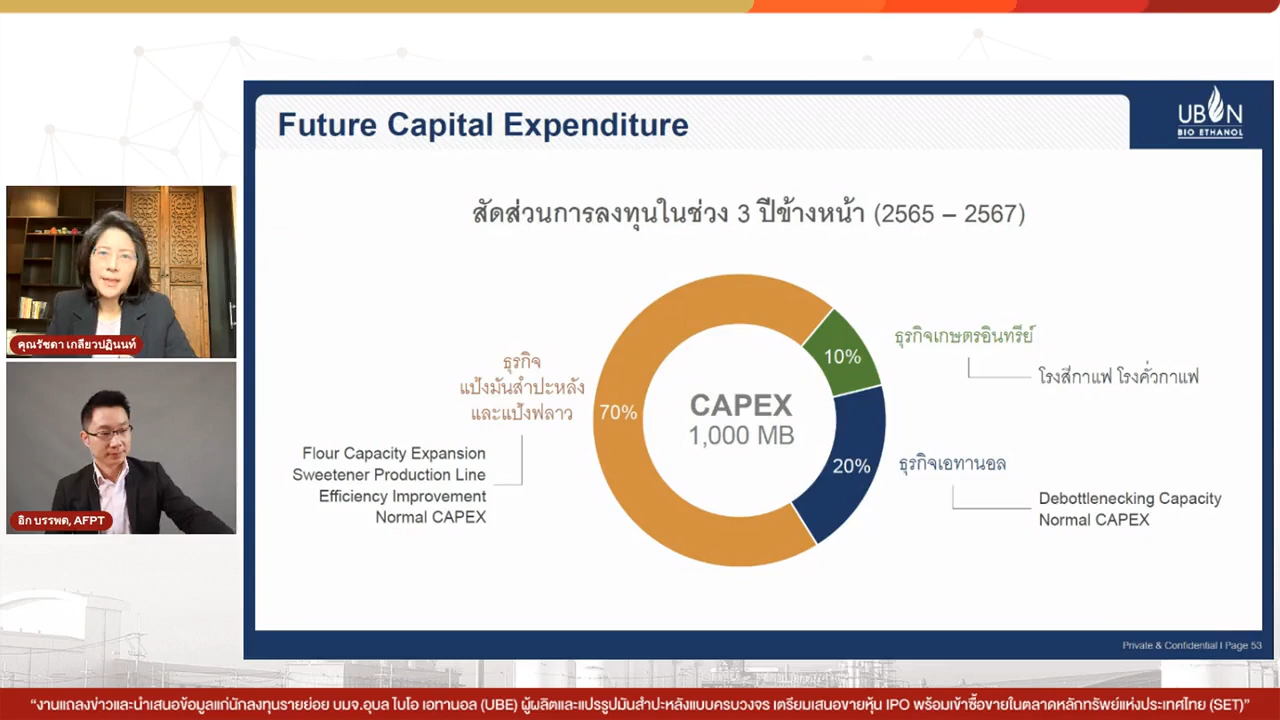 Future Capital Expenditure
UBON
BIO ETHANOL
สัดส่วนการลงทุนในช่วง 3 ปีข้างหน้า (2565 – 2567)
ธุรกิจ
แป้งมันสำปะหลัง
และแป้งฟลาว
70%
Flour Capacity Expansion
Sweetener Production Line
Efficiency Improvement
Normal CAPEX
CAPEX
1,000 MB
10%
ธุรกิจเกษตรอินทรีย์
โรงสีกาแฟ โรงคั่วกาแฟ
20%
ธุรกิจเอทานอล
Debottlenecking Capacity
Normal CAPEX
คุณรัชดา เกลียวปฏินนท์
อิก บรรพต, AFPT
Private & Confidential I Page 53
“งานแถลงข่าวและนำเสนอข้อมูลแก่นักลงทุนรายย่อย บมจ.อุบล ไบโอ เอทานอล (UBE) ผู้ผลิตและแปรรูปมันสำปะหลังแบบครบวงจร เตรียมเสนอขายหุ้น IPO พร้อมเข้าซื้อขายในตลาดหลักทรัพย์แห่งประเทศไทย (SET)”